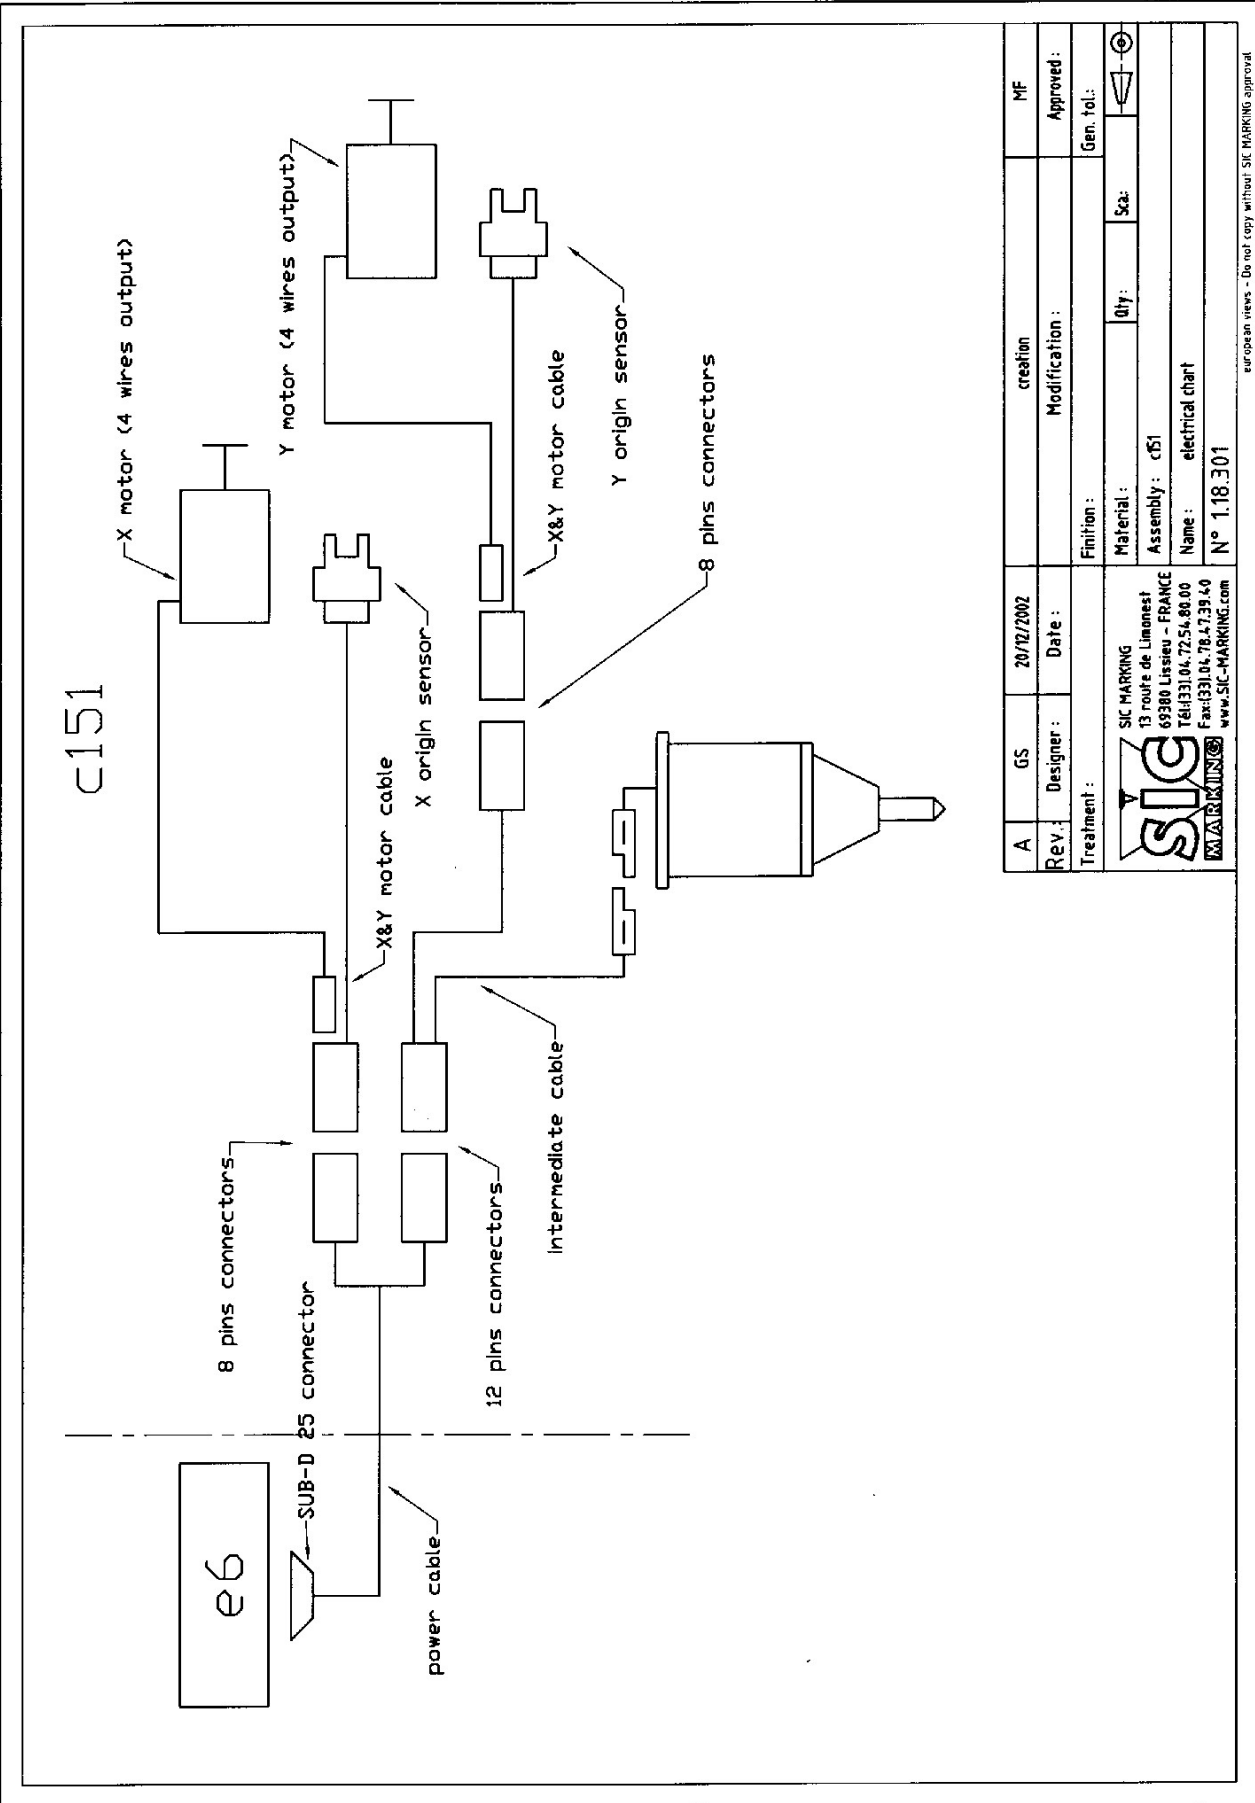 c151
e6
SUB-D 25 connector
power cable
8 pins connectors
12 pins connectors
Intermediate cable
X&Y motor cable
X origin sensor
X motor (4 wires output)
Y motor (4 wires output)
X&Y motor cable
Y origin sensor
8 pins connectors
A GS 20/12/2002 creation MF
Rev.: Designer : Date : Modification : Approved :
Treatment : Finition : Gen. tol.:
SIC MARKING
SIC MARKING
13 route de Limonest
69380 Lissieu - FRANCE
Tél:(33).04.72.54.80.00
Fax:(33).04.78.47.39.40
www.SIC-MARKING.com
Material : Qty : Sca:
Assembly : c151
Name : electrical chart
N° 1.18.301
european views - Do not copy without SIC MARKING approval